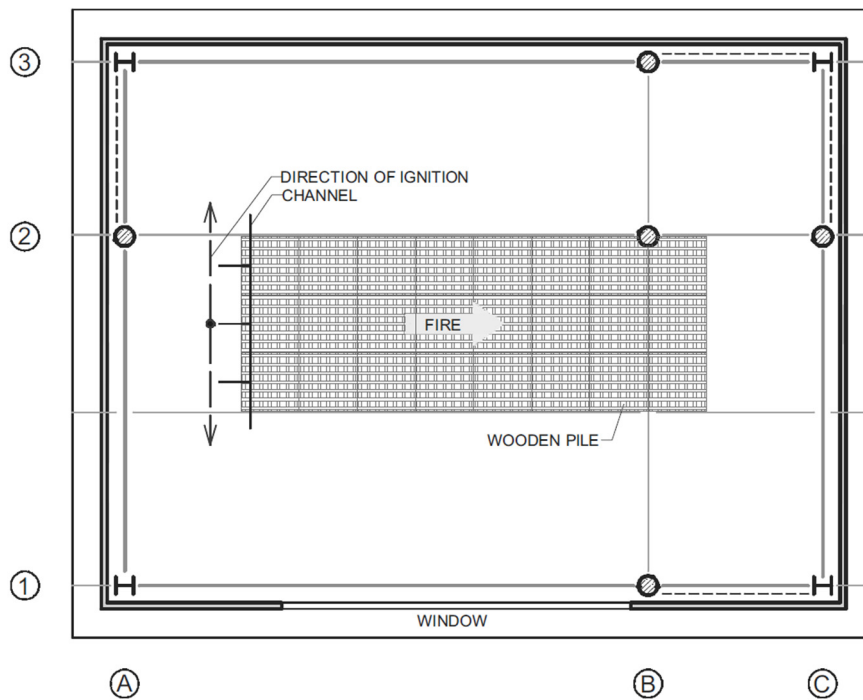 3
DIRECTION OF IGNITION
CHANNEL
2
FIRE
WOODEN PILE
1
WINDOW
A
B
C